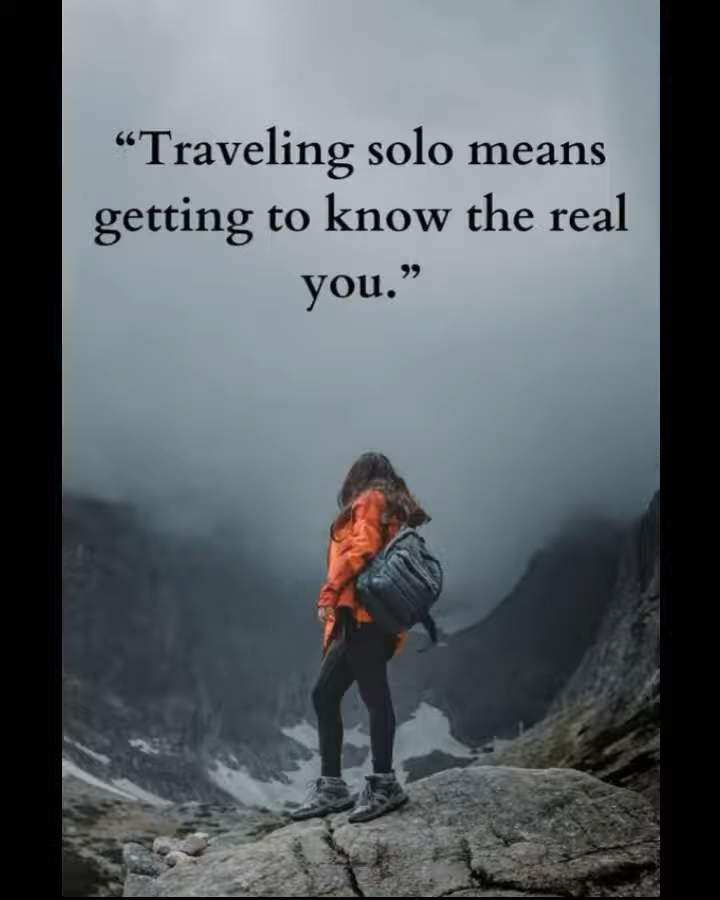 “Traveling solo means
getting to know the real
you.”